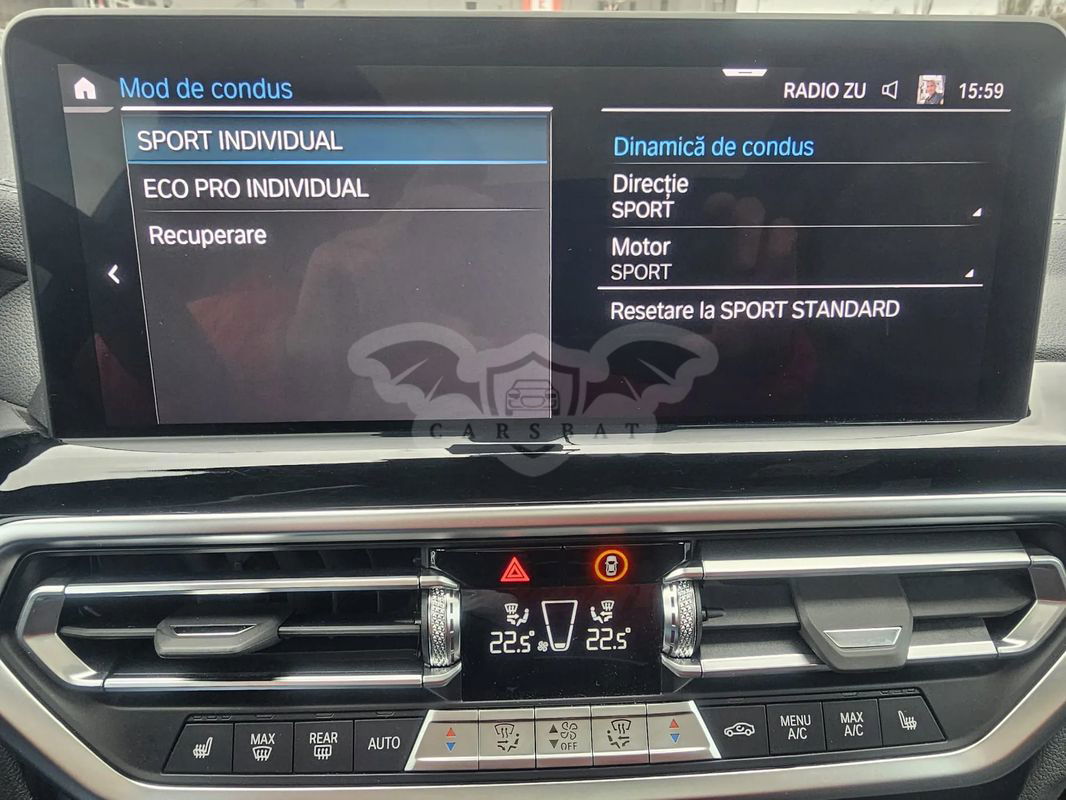 Mod de condus
RADIO ZU
15:59
SPORT INDIVIDUAL
ECO PRO INDIVIDUAL
Recuperare
Dinamică de condus
Direcție
SPORT
Motor
SPORT
Resetare la SPORT STANDARD
CARSBAT
22.5°
22.5°
MAX
REAR
AUTO
OFF
MENU
A/C
MAX
A/C